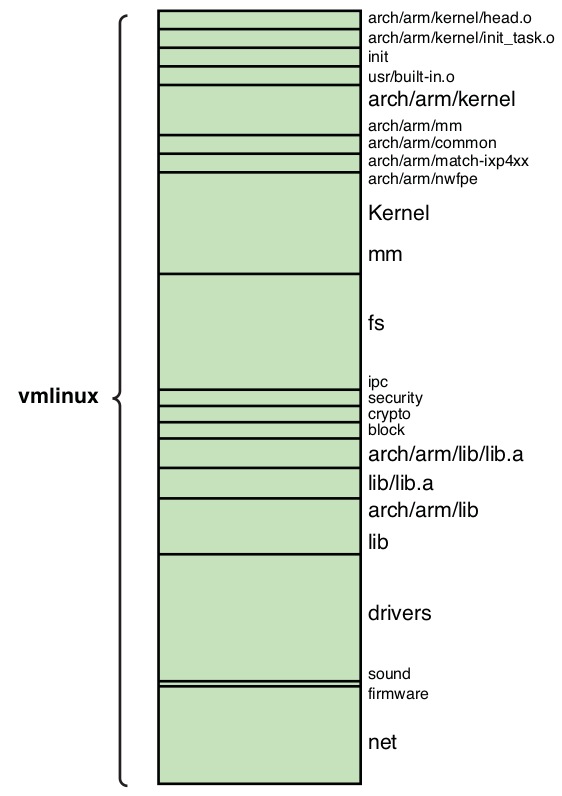 arch/arm/kernel/head.o
arch/arm/kernel/init_task.o
init
usr/built-in.o
arch/arm/kernel
arch/arm/mm
arch/arm/common
arch/arm/match-ixp4xx
arch/arm/nwfpe
Kernel
mm
fs
ipc
vmlinux
security
crypto
block
arch/arm/lib/lib.a
lib/lib.a
arch/arm/lib
lib
drivers
sound
firmware
net